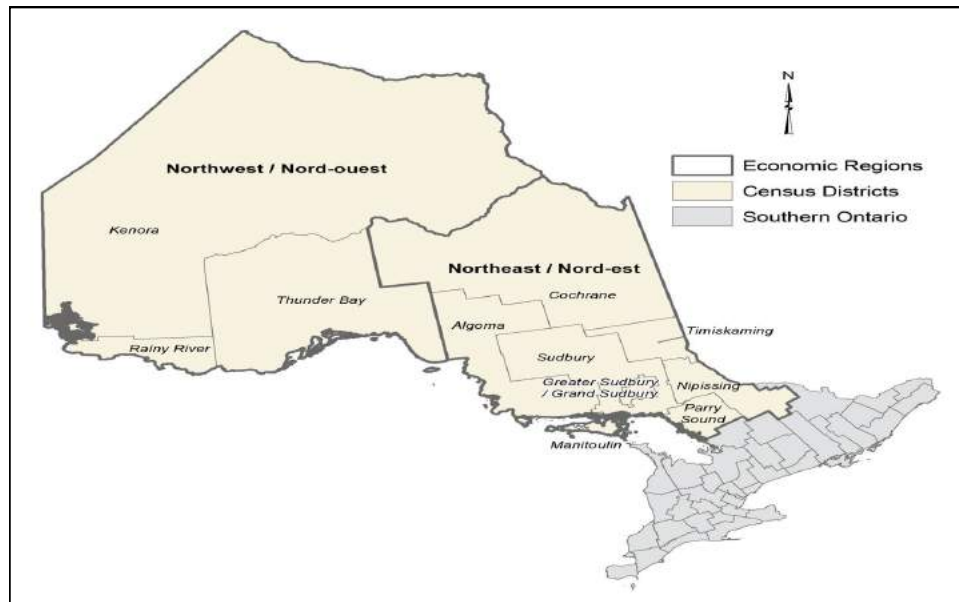 N
Economic Regions
Census Districts
Southern Ontario
Northwest / Nord-ouest
Kenora
Northeast / Nord-est
Thunder Bay
Cochrane
Algoma
Timiskaming
Rainy River
Sudbury
Greater Sudbury
/ Grand Sudbury
Nipissing
Parry
Sound
Manitoulin